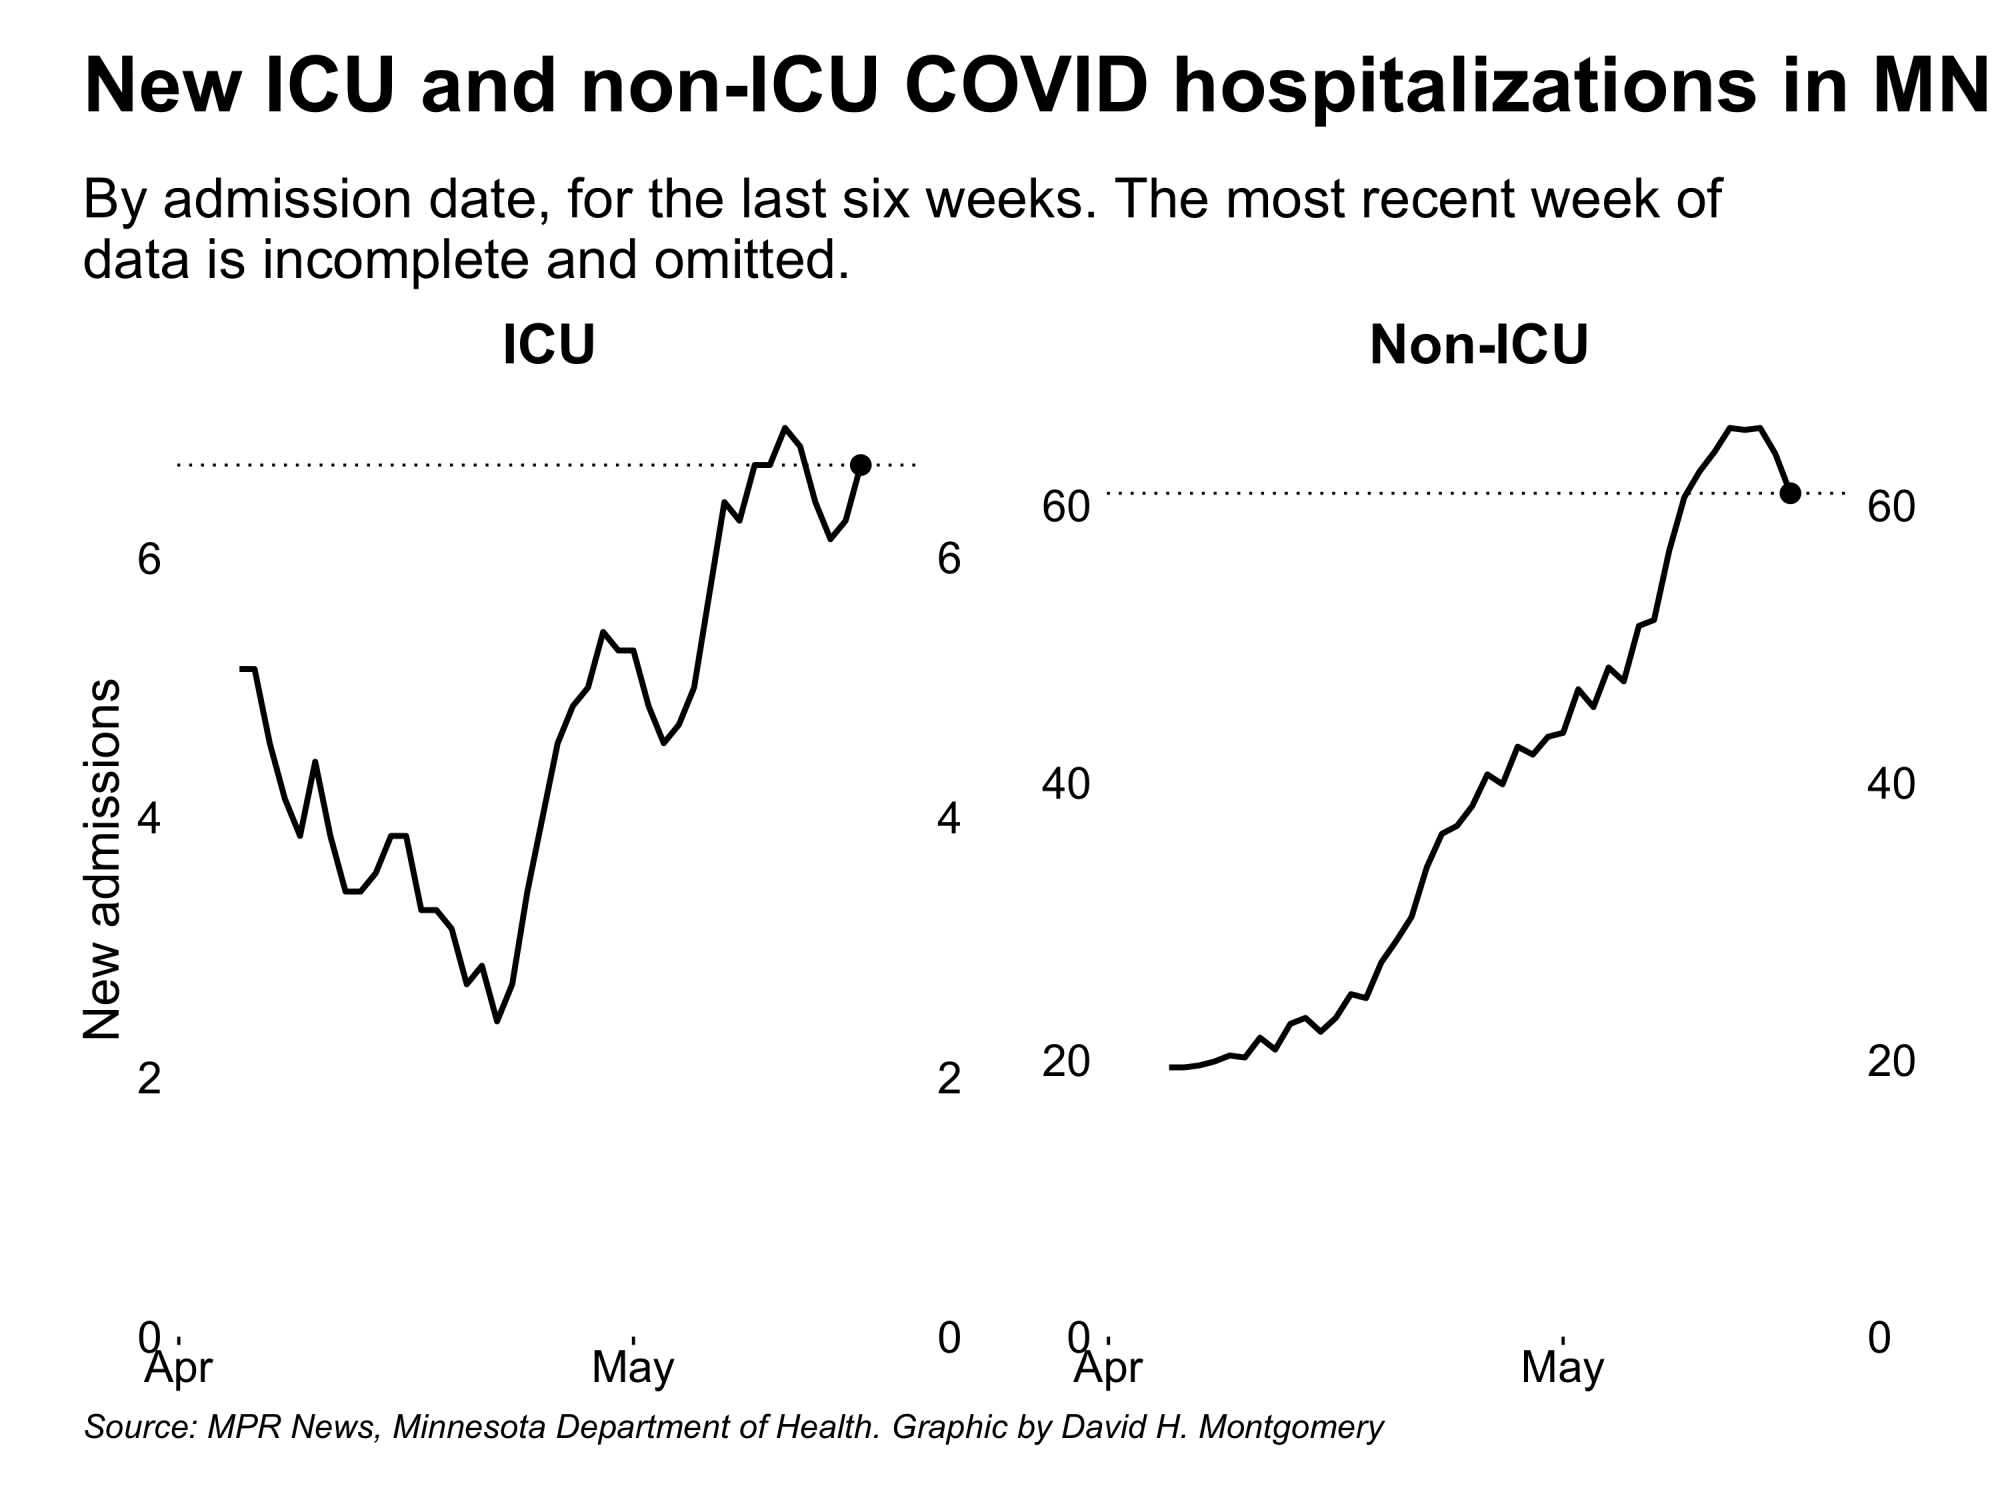 New ICU and non-ICU COVID hospitalizations in MN
By admission date, for the last six weeks. The most recent week of
data is incomplete and omitted.
ICU
New admissions
6
4
2
0
6
4
2
0
Apr
May
Non-ICU
60
40
20
0
60
40
20
0
Apr
May
Source: MPR News, Minnesota Department of Health. Graphic by David H. Montgomery